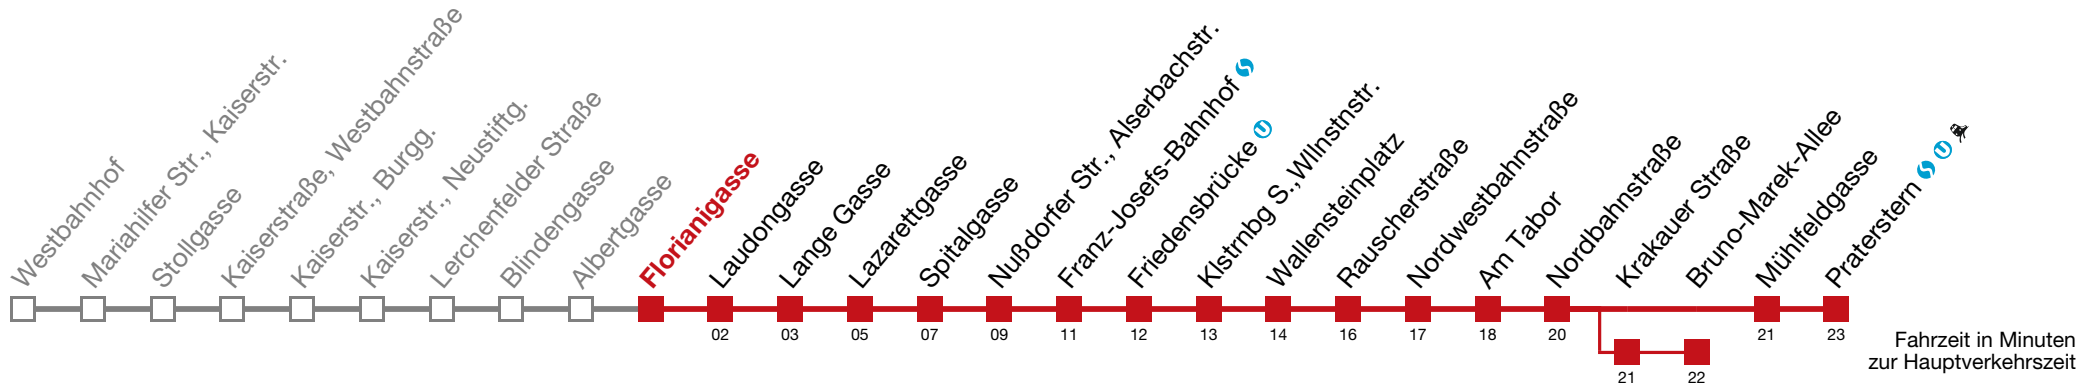 Westbahnhof
Mariahilfer Str., Kaiserstr.
Stollgasse
Kaiserstraße, Westbahnstraße
Kaiserstr., Burgg.
Kaiserstr., Neustiftg.
Lerchenfelder Straße
Blindengasse
Albertgasse
Florianigasse
Laudongasse
Lange Gasse
Lazarettgasse
Spitalgasse
Nußdorfer Str., Alserbachstr.
Franz-Josefs-Bahnhof S
Friedensbrücke U
Klstrnbg S., Wllnstnstr.
Wallensteinplatz
Rauscherstraße
Nordwestbahnstraße
Am Tabor
Nordbahnstraße
Krakauer Straße
Bruno-Marek-Allee
Mühlfeldgasse
Praterstern S U
02 03 05 07 09 11 12 13 14 16 17 18 20 21 23
21 22
Fahrzeit in Minuten
zur Hauptverkehrszeit